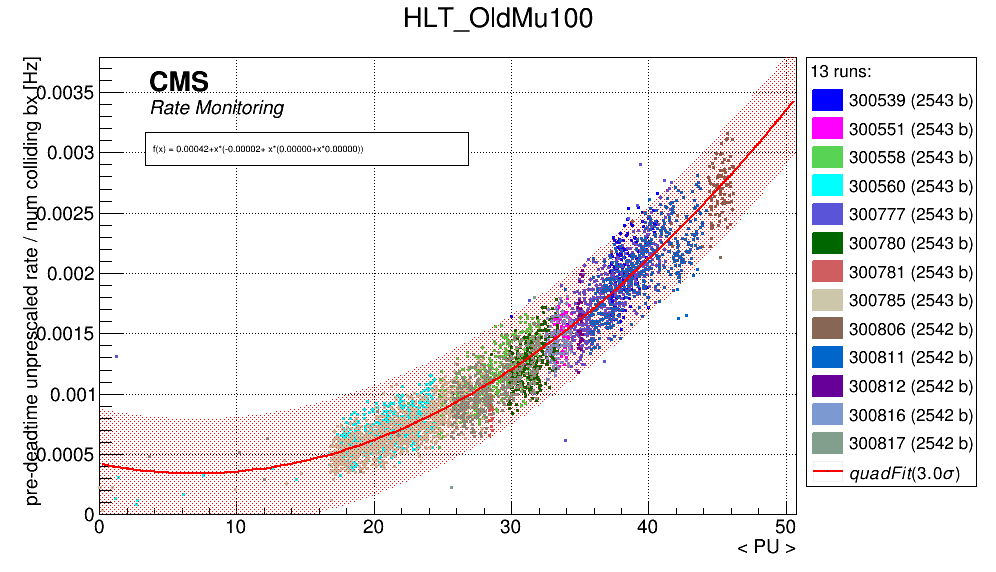 HLT_OldMu100
pre-deadtime unprescaled rate / num colliding bx [Hz]
CMS
Rate Monitoring
f(x) = 0.00042+x*(-0.00002+ x*(0.00000+x*0.00000))
0.0035
0.003
0.0025
0.002
0.0015
0.001
0.0005
0
0 10 20 30 40 50
< PU >
13 runs:
300539 (2543 b)
300551 (2543 b)
300558 (2543 b)
300560 (2543 b)
300777 (2543 b)
300780 (2543 b)
300781 (2543 b)
300785 (2543 b)
300806 (2542 b)
300811 (2542 b)
300812 (2542 b)
300816 (2542 b)
300817 (2542 b)
quadFit(3.0σ)